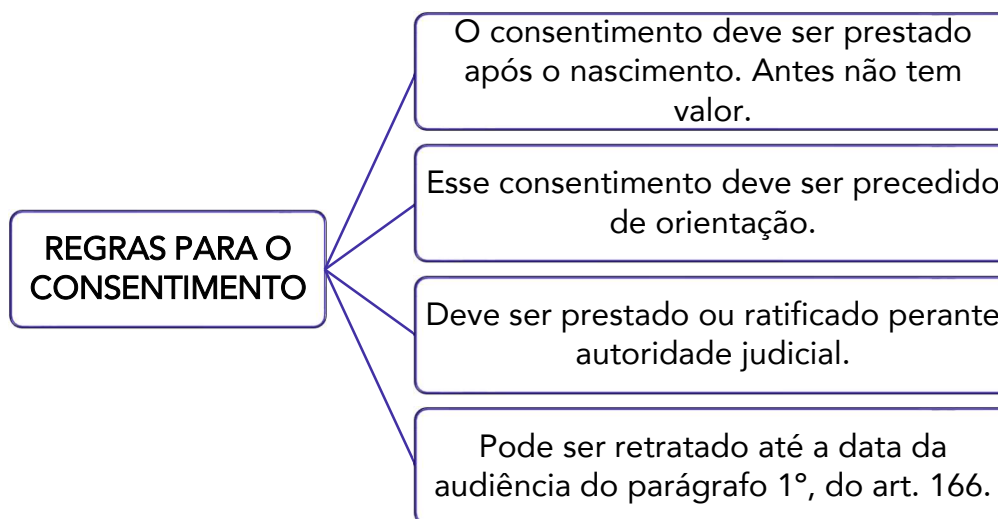 O consentimento deve ser prestado
após o nascimento. Antes não tem
valor.
Esse consentimento deve ser precedido
de orientação.
REGRAS PARA O
CONSENTIMENTO
Deve ser prestado ou ratificado perante
autoridade judicial.
Pode ser retratado até a data da
audiência do parágrafo 1º, do art. 166.